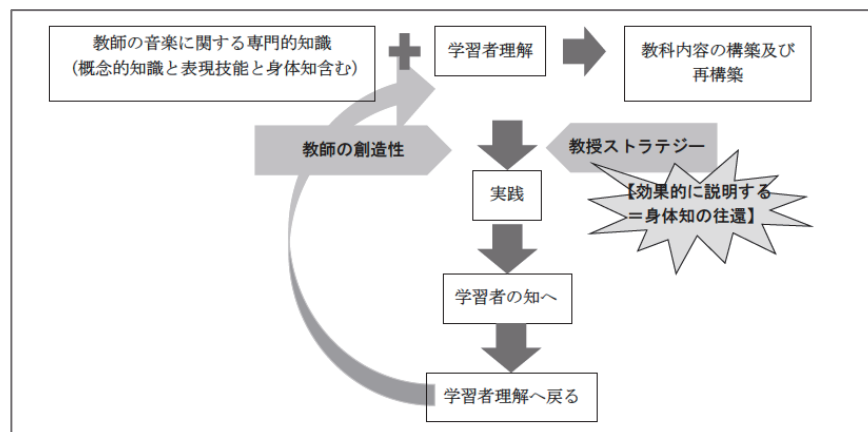 教師の音楽に関する専門的知識
（概念的知識と表現技能と身体知含む）
学習者理解
教科内容の構築及び
再構築
教師の創造性
教授ストラテジー
【効果的に説明する
＝身体知の往還】
実践
学習者の知へ
学習者理解へ戻る